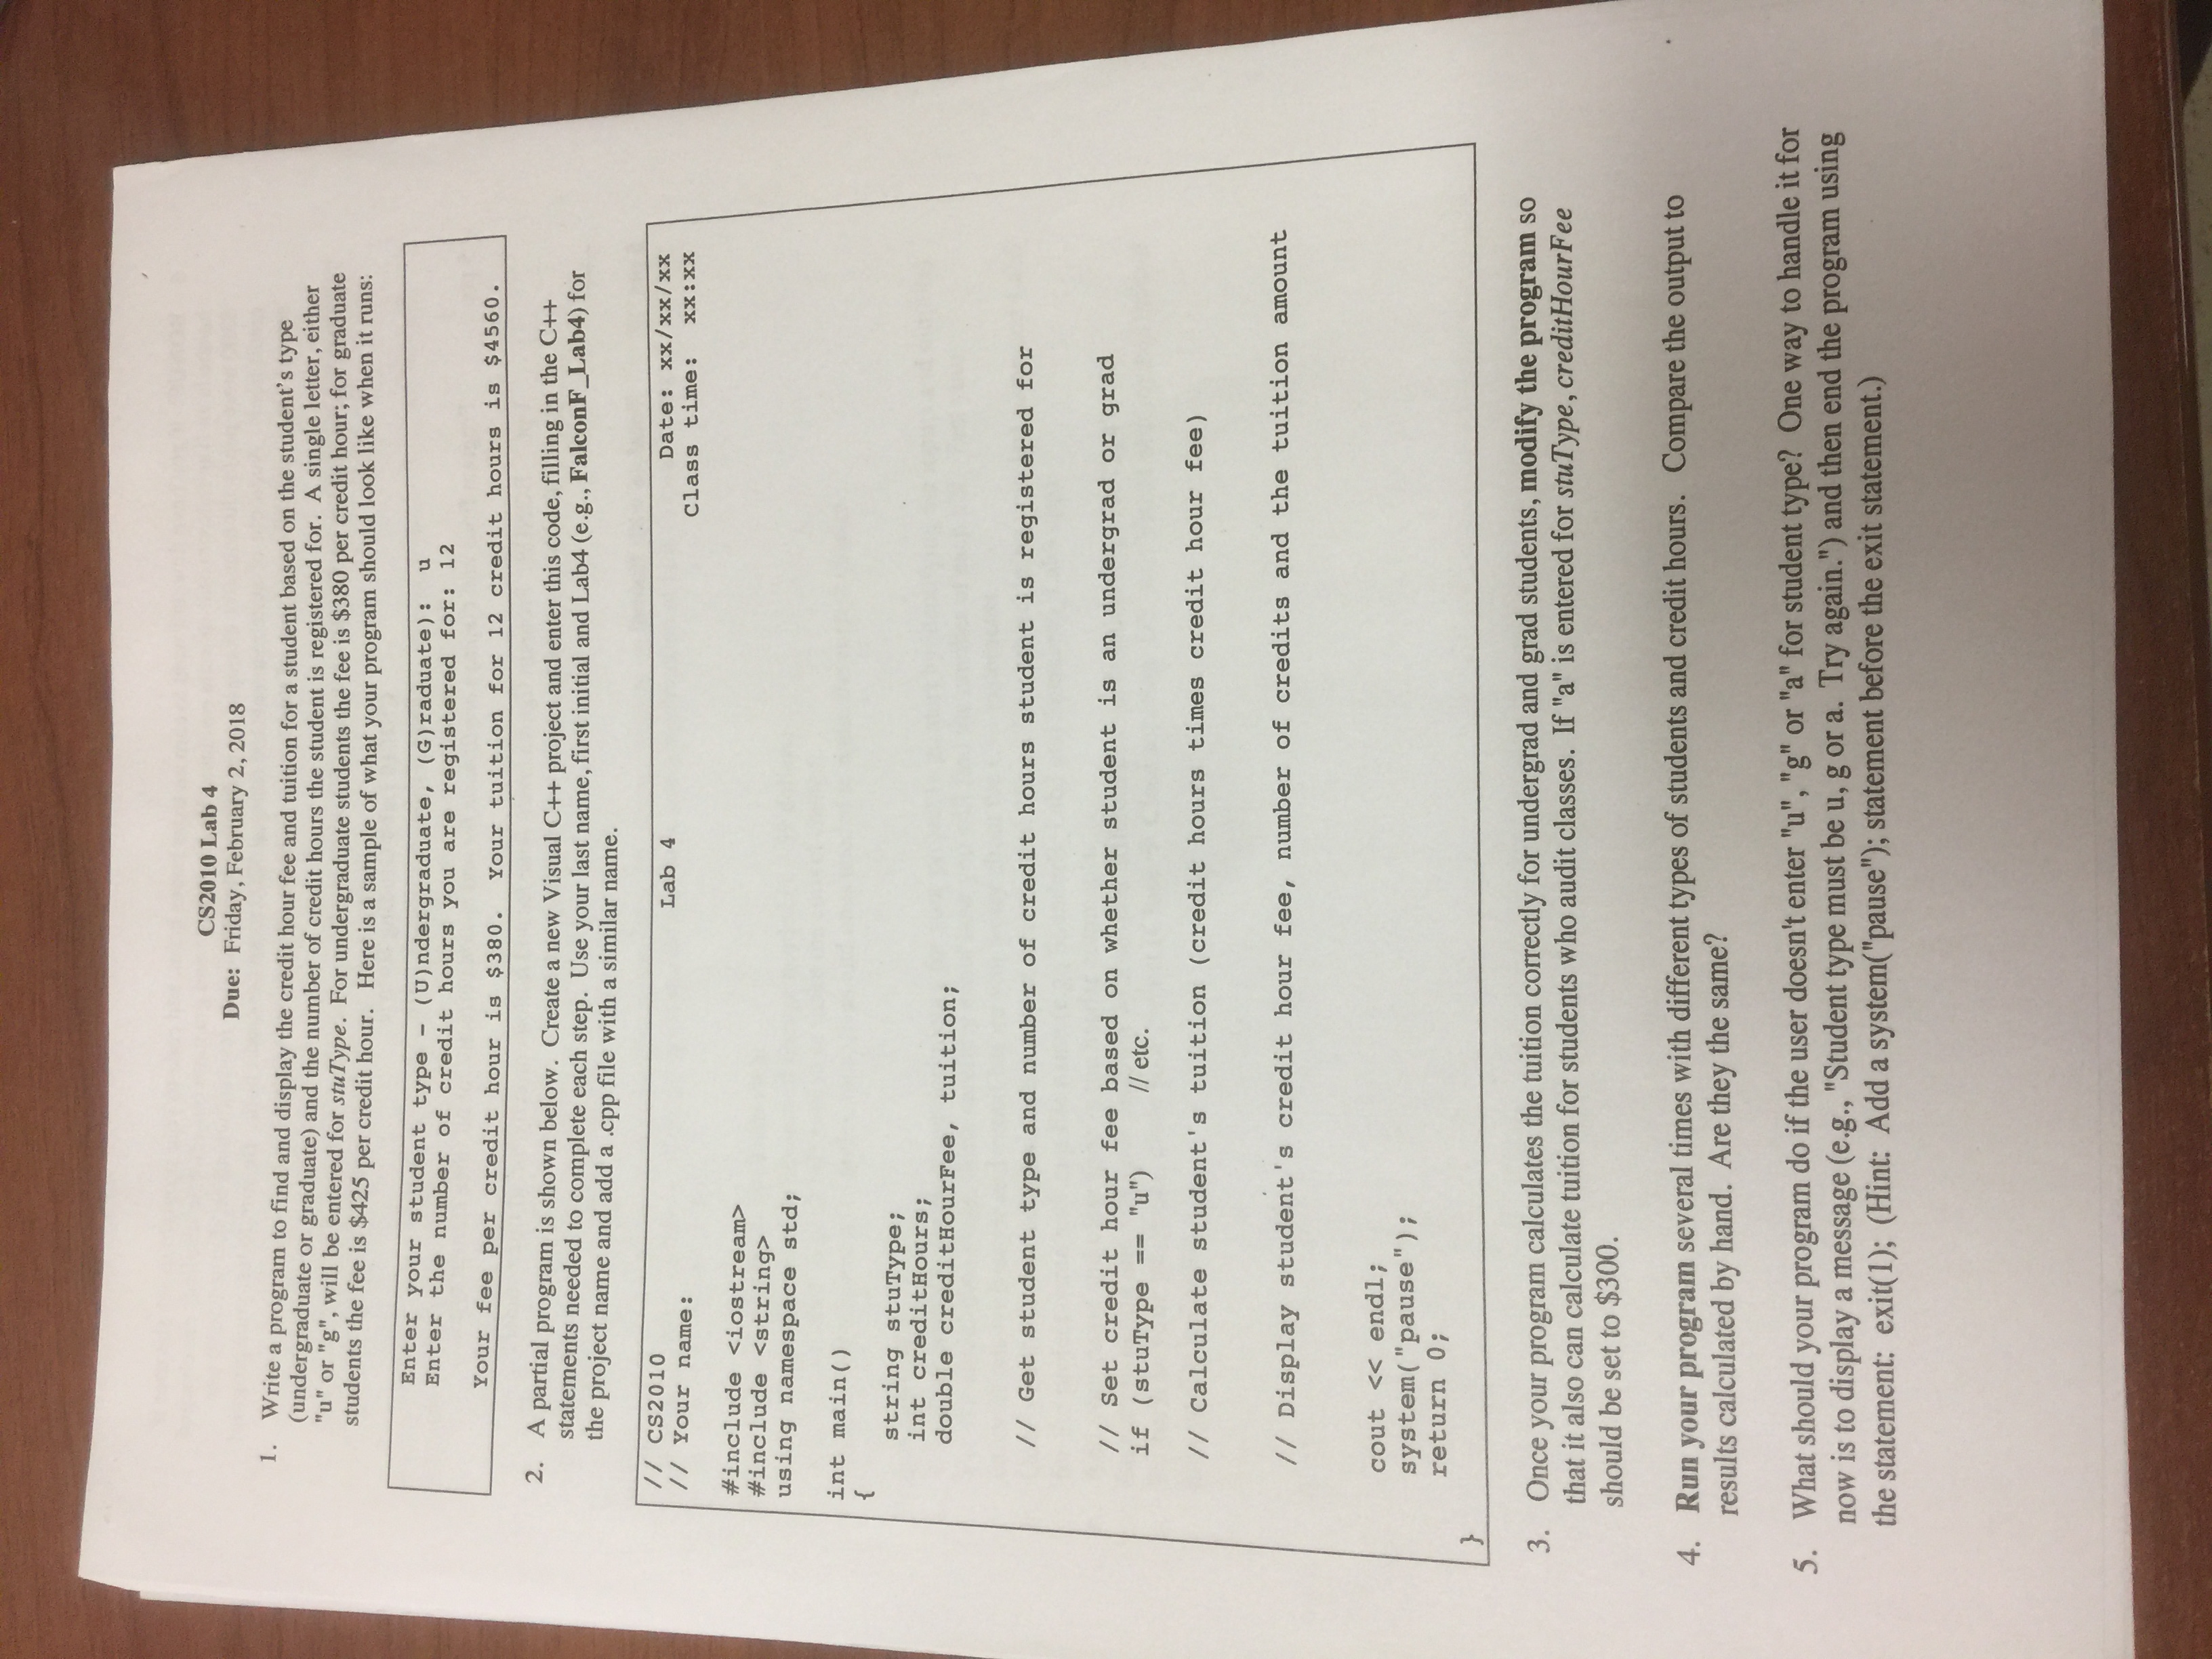 CS2010 Lab 4
Due: Friday, February 2, 2018
1. Write a program to find and display the credit hour fee and tuition for a student based on the student's type
(undergraduate or graduate) and the number of credit hours the student is registered for. A single letter, either
"u" or "g", will be entered for stuType. For undergraduate students the fee is $380 per credit hour; for graduate
students the fee is $425 per credit hour. Here is a sample of what your program should look like when it runs:
Enter your student type - (U)ndergraduate, (G)raduate): u
Enter the number of credit hours you are registered for: 12
Your fee per credit hour is $380. Your tuition for 12 credit hours is $4560.
2. A partial program is shown below. Create a new Visual C++ project and enter this code, filling in the C++
statements needed to complete each step. Use your last name, first initial and Lab4 (e.g., FalconF_Lab4) for
the project name and add a .cpp file with a similar name.
// CS2010 Lab 4 Date: xx/xx/xx
// Your name: Class time: xx:xx
#include <iostream>
#include <string>
using namespace std;
int main()
{
string stuType;
int creditHours;
double creditHourFee, tuition;
// Get student type and number of credit hours student is registered for
// Set credit hour fee based on whether student is an undergrad or grad
if (stuType == "u") // etc.
// Calculate student's tuition (credit hours times credit hour fee)
// Display student's credit hour fee, number of credits and the tuition amount
cout << endl;
system("pause");
return 0;
}
3. Once your program calculates the tuition correctly for undergrad and grad students, modify the program so
that it also can calculate tuition for students who audit classes. If "a" is entered for stuType, creditHourFee
should be set to $300.
4. Run your program several times with different types of students and credit hours. Compare the output to
results calculated by hand. Are they the same?
5. What should your program do if the user doesn't enter "u", "g" or "a" for student type? One way to handle it for
now is to display a message (e.g., "Student type must be u, g or a. Try again.") and then end the program using
the statement: exit(1); (Hint: Add a system("pause"); statement before the exit statement.)